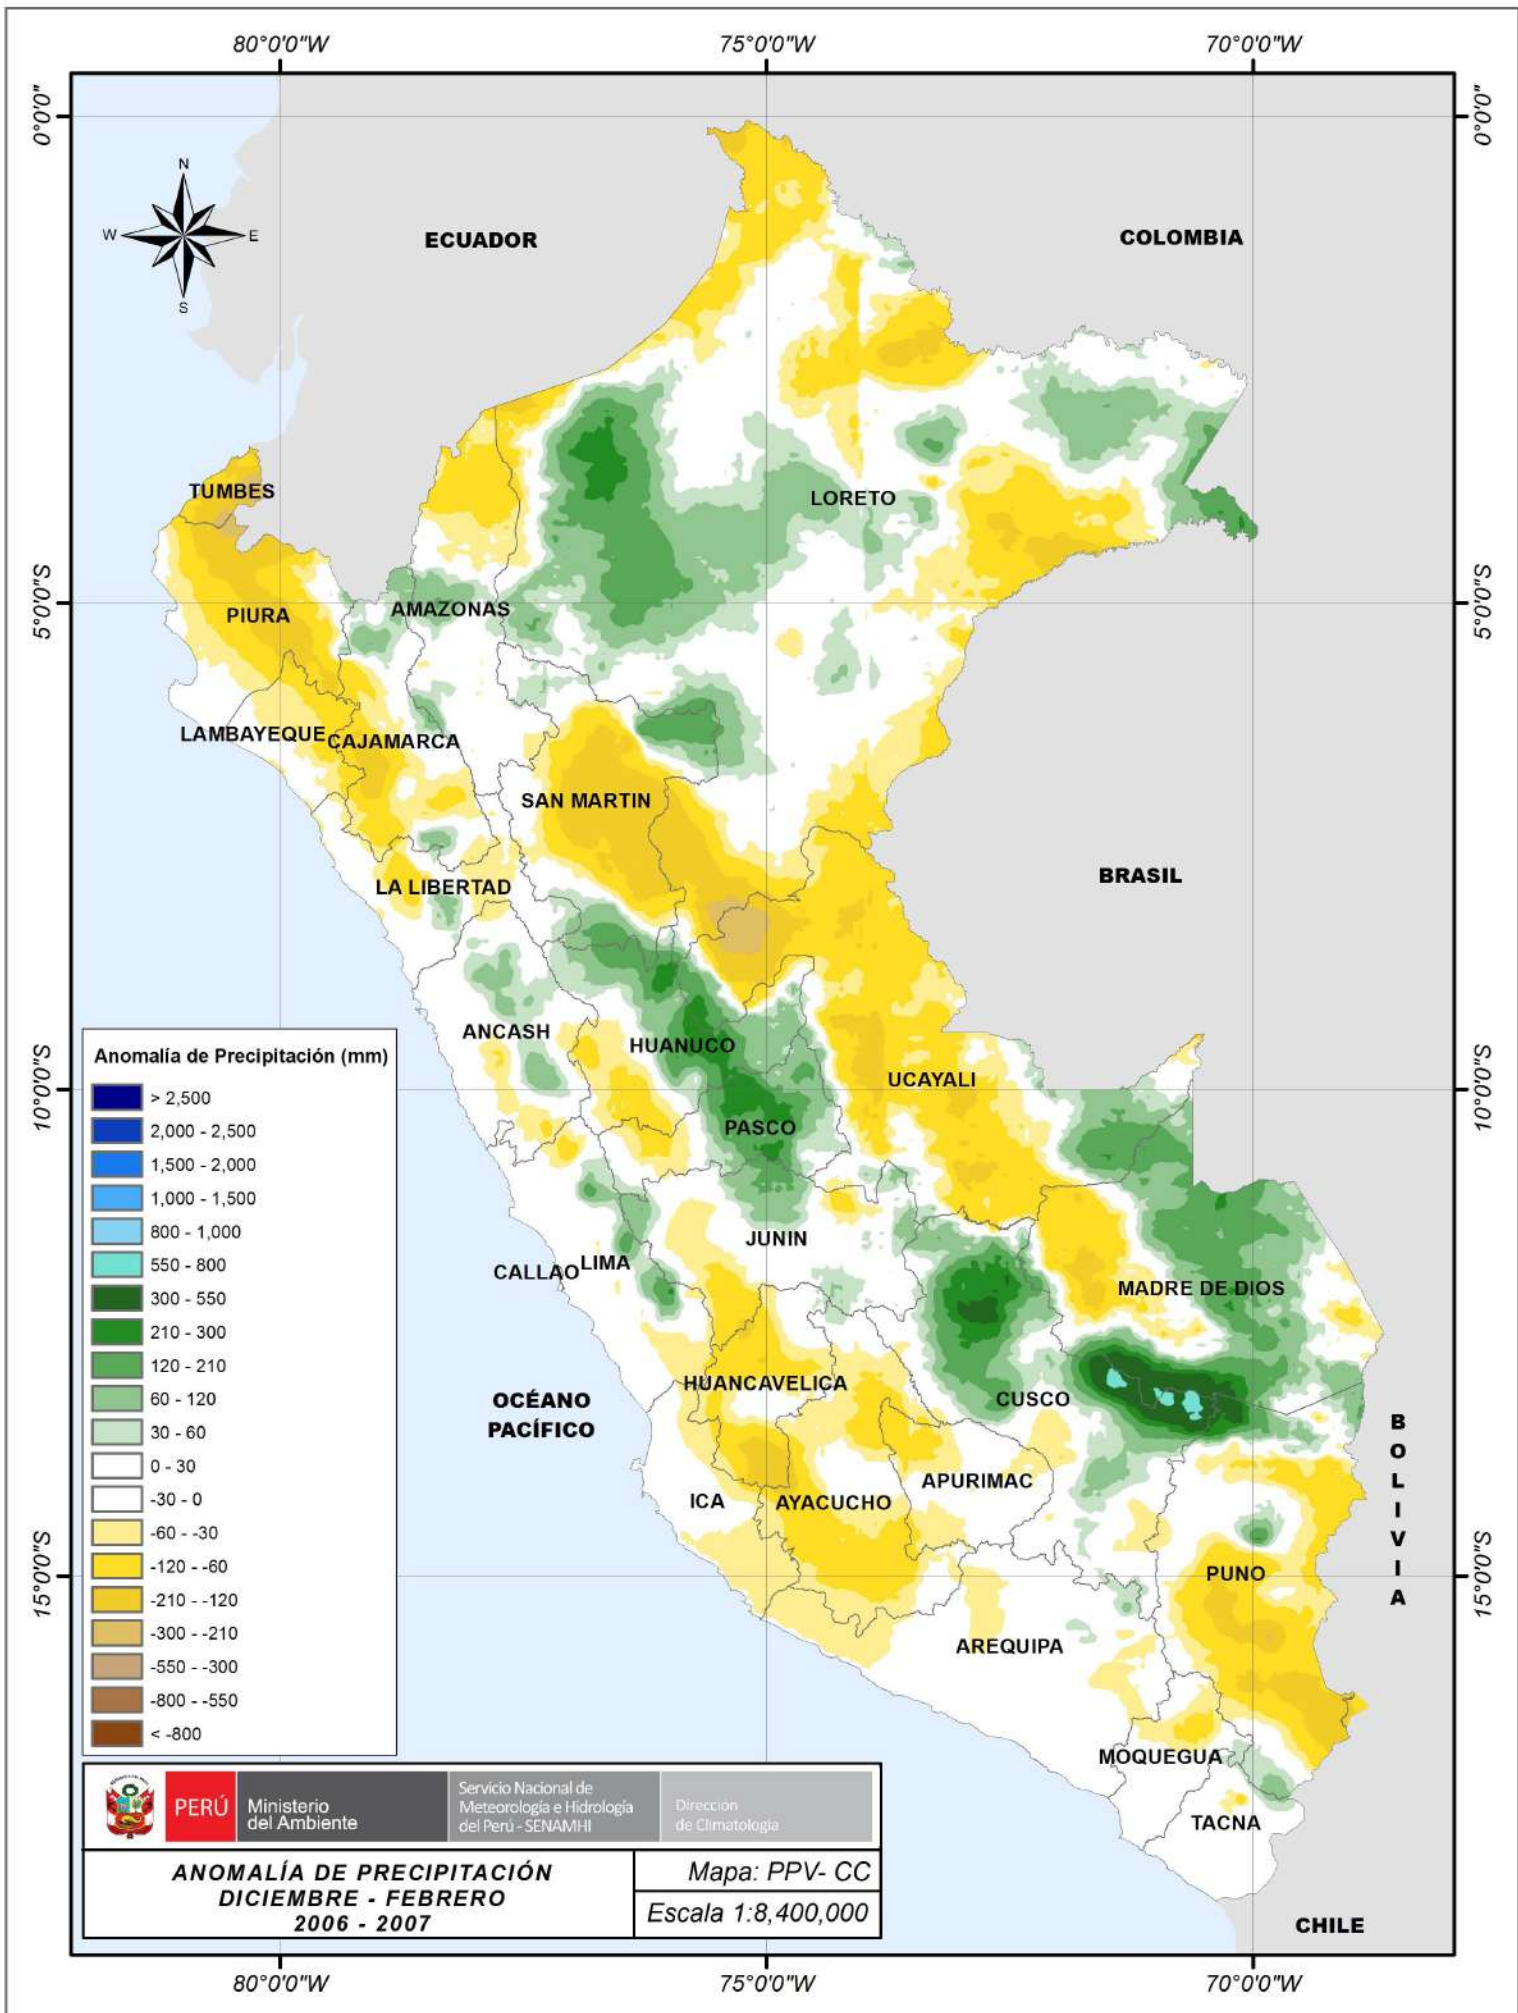 80°0'0"W
75°0'0"W
70°0'0"W
0°0'0"
0°0'0"
N
W
E
S
ECUADOR
COLOMBIA
TUMBES
LORETO
5°0'0"S
5°0'0"S
PIURA
AMAZONAS
LAMBAYEQUE
CAJAMARCA
SAN MARTIN
LA LIBERTAD
BRASIL
ANCASH
HUANUCO
UCAYALI
10°0'0"S
10°0'0"S
PASCO
JUNIN
CALLAO
LIMA
MADRE DE DIOS
HUANCAVELICA
CUSCO
OCÉANO
PACÍFICO
APURIMAC
ICA
AYACUCHO
BOLIVIA
PUNO
15°0'0"S
15°0'0"S
AREQUIPA
MOQUEGUA
TACNA
CHILE
Anomalía de Precipitación (mm)
> 2,500
2,000 - 2,500
1,500 - 2,000
1,000 - 1,500
800 - 1,000
550 - 800
300 - 550
210 - 300
120 - 210
60 - 120
30 - 60
0 - 30
-30 - 0
-60 - -30
-120 - -60
-210 - -120
-300 - -210
-550 - -300
-800 - -550
< -800
PERÚ
Ministerio
del Ambiente
Servicio Nacional de
Meteorología e Hidrología
del Perú - SENAMHI
Dirección
de Climatología
ANOMALÍA DE PRECIPITACIÓN
DICIEMBRE - FEBRERO
2006 - 2007
Mapa: PPV- CC
Escala 1:8,400,000
80°0'0"W
75°0'0"W
70°0'0"W